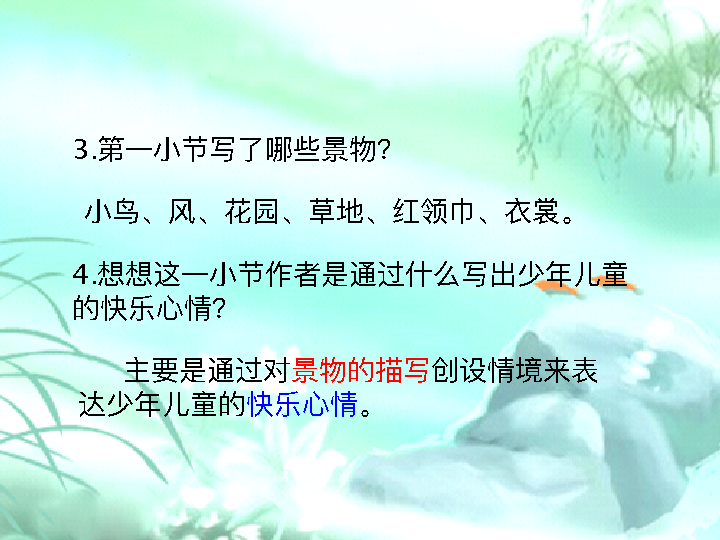 3.第一小节写了哪些景物？
小鸟、风、花园、草地、红领巾、衣裳。
4.想想这一小节作者是通过什么写出少年儿童
的快乐心情？
主要是通过对景物的描写创设情境来表
达少年儿童的快乐心情。